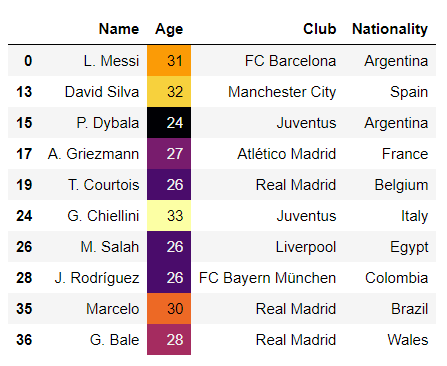 Name Age Club Nationality
0 L. Messi 31 FC Barcelona Argentina
13 David Silva 32 Manchester City Spain
15 P. Dybala 24 Juventus Argentina
17 A. Griezmann 27 Atlético Madrid France
19 T. Courtois 26 Real Madrid Belgium
24 G. Chiellini 33 Juventus Italy
26 M. Salah 26 Liverpool Egypt
28 J. Rodríguez 26 FC Bayern München Colombia
35 Marcelo 30 Real Madrid Brazil
36 G. Bale 28 Real Madrid Wales